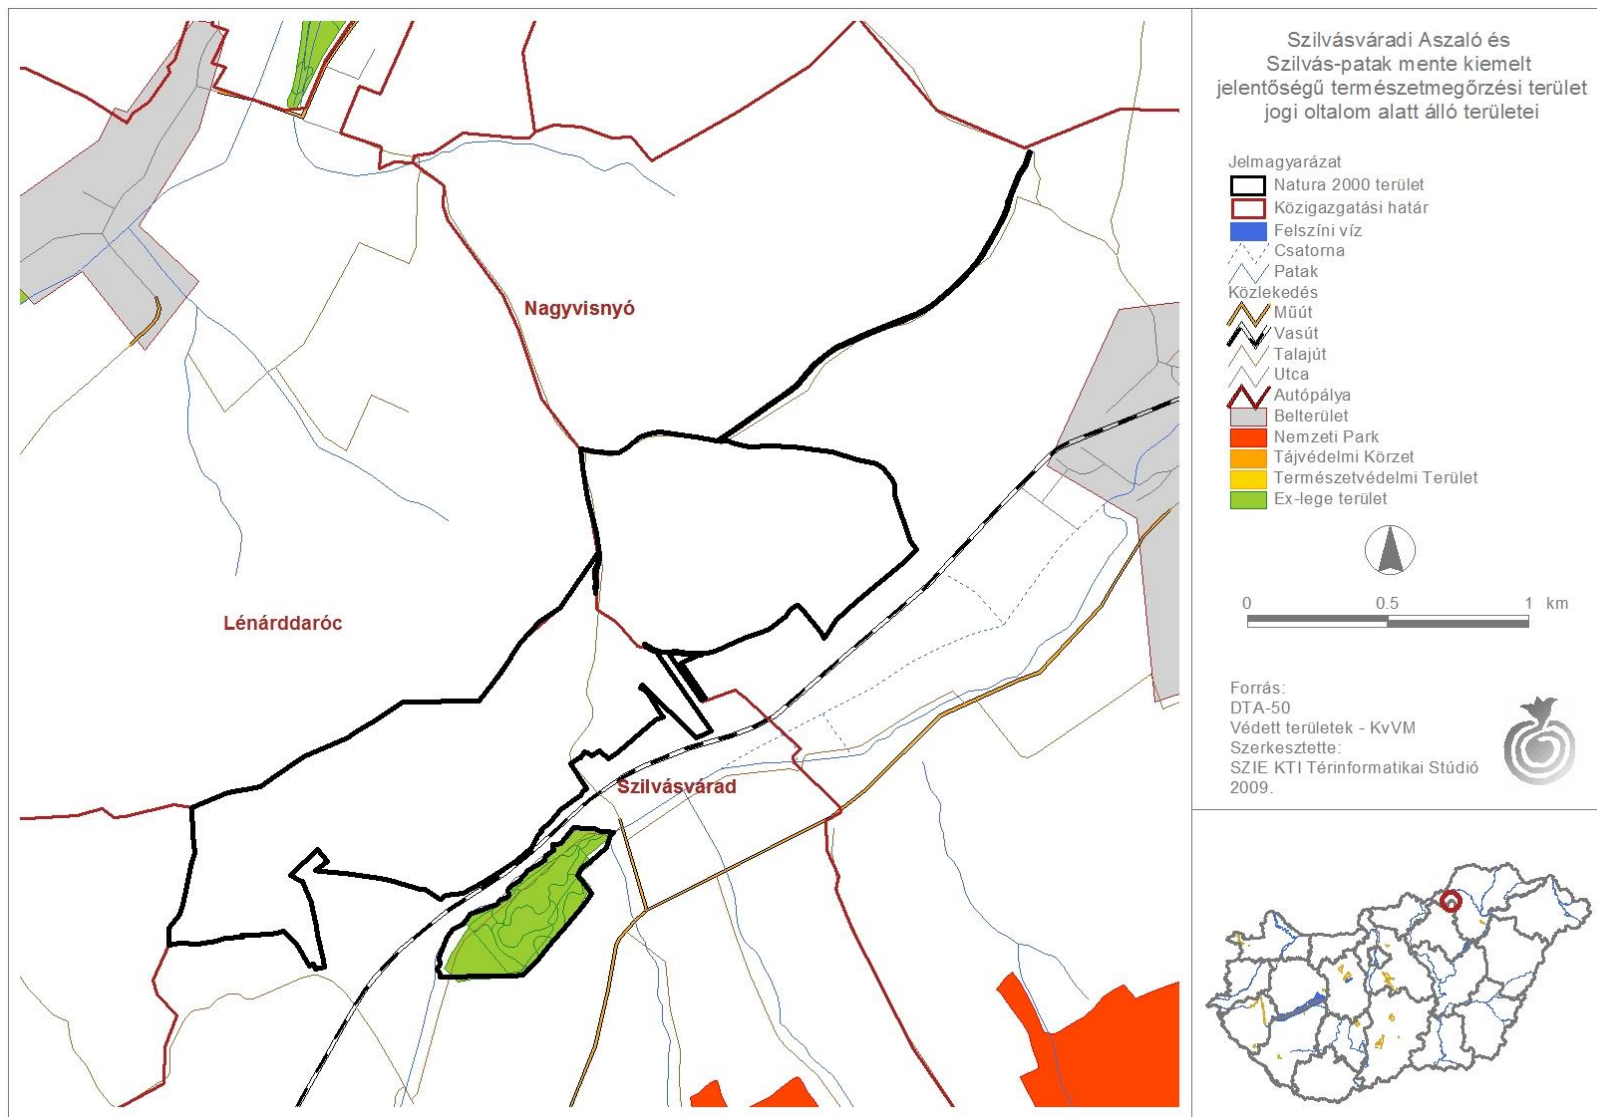 Szilvásváradi Aszaló és
Szilvás-patak mente kiemelt
jelentőségű természetmegőrzési terület
jogi oltalom alatt álló területei
Jelmagyarázat
Natura 2000 terület
Közigazgatási határ
Felszíni víz
Csatorna
Patak
Közlekedés
Műút
Vasút
Talajút
Utca
Autópálya
Belterület
Nemzeti Park
Tájvédelmi Körzet
Természetvédelmi Terület
Ex-lege terület
0 0.5 1 km
Forrás:
DTA-50
Védett területek - KvVM
Szerkesztette:
SZIE KTI Térinformatikai Stúdió
2009.
Nagyvisnyó
Lénárddaróc
Szilvásvárad